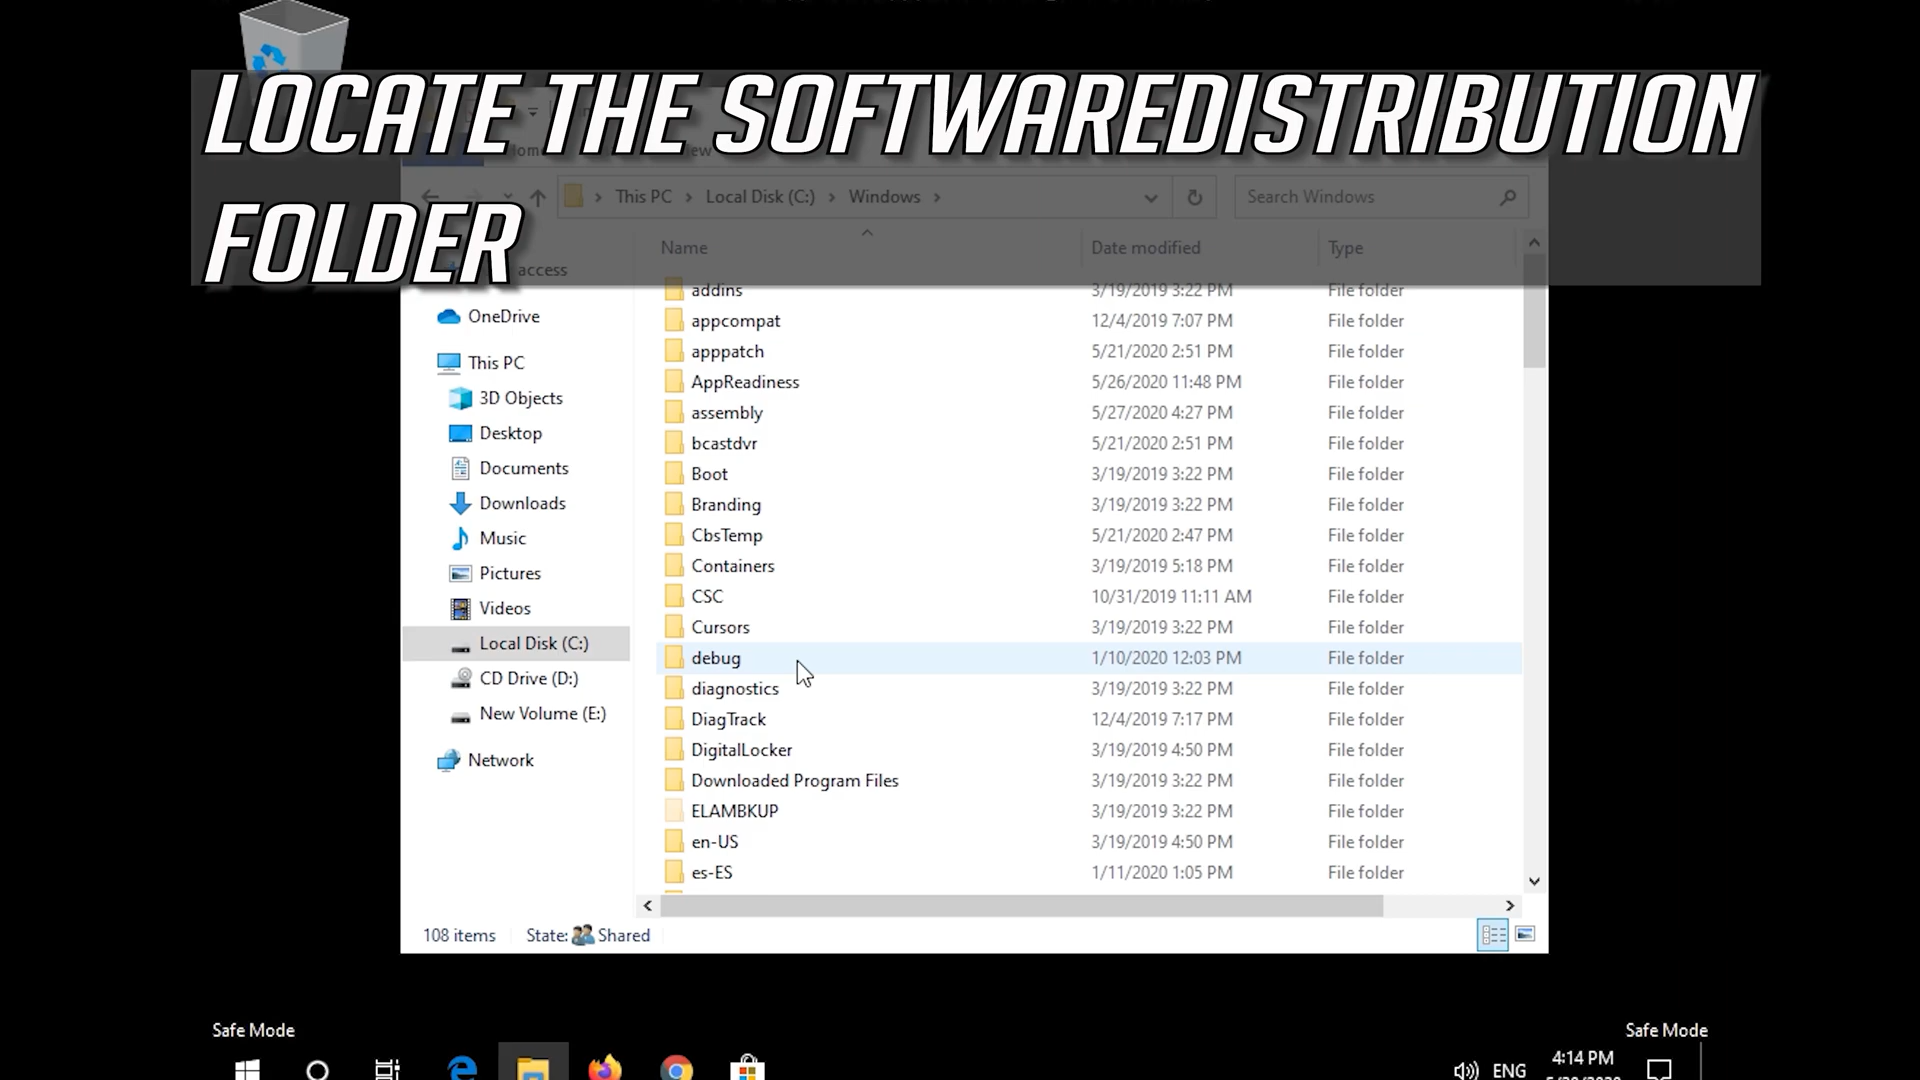 LOCATE THE SOFTWAREDISTRIBUTION
FOLDER
This PC > Local Disk (C:) > Windows >
Search Windows
Name Date modified Type
access
OneDrive
This PC
3D Objects
Desktop
Documents
Downloads
Music
Pictures
Videos
Local Disk (C:)
CD Drive (D:)
New Volume (E:)
Network
addins 3/19/2019 3:22 PM File folder
appcompat 12/4/2019 7:07 PM File folder
apppatch 5/21/2020 2:51 PM File folder
AppReadiness 5/26/2020 11:48 PM File folder
assembly 5/27/2020 4:27 PM File folder
bcastdvr 5/21/2020 2:51 PM File folder
Boot 3/19/2019 3:22 PM File folder
Branding 3/19/2019 3:22 PM File folder
CbsTemp 5/21/2020 2:47 PM File folder
Containers 3/19/2019 5:18 PM File folder
CSC 10/31/2019 11:11 AM File folder
Cursors 3/19/2019 3:22 PM File folder
debug 1/10/2020 12:03 PM File folder
diagnostics 3/19/2019 3:22 PM File folder
DiagTrack 12/4/2019 7:17 PM File folder
DigitalLocker 3/19/2019 4:50 PM File folder
Downloaded Program Files 3/19/2019 3:22 PM File folder
ELAMBKUP 3/19/2019 3:22 PM File folder
en-US 3/19/2019 4:50 PM File folder
es-ES 1/11/2020 1:05 PM File folder
108 items State: Shared
Safe Mode Safe Mode
ENG 4:14 PM